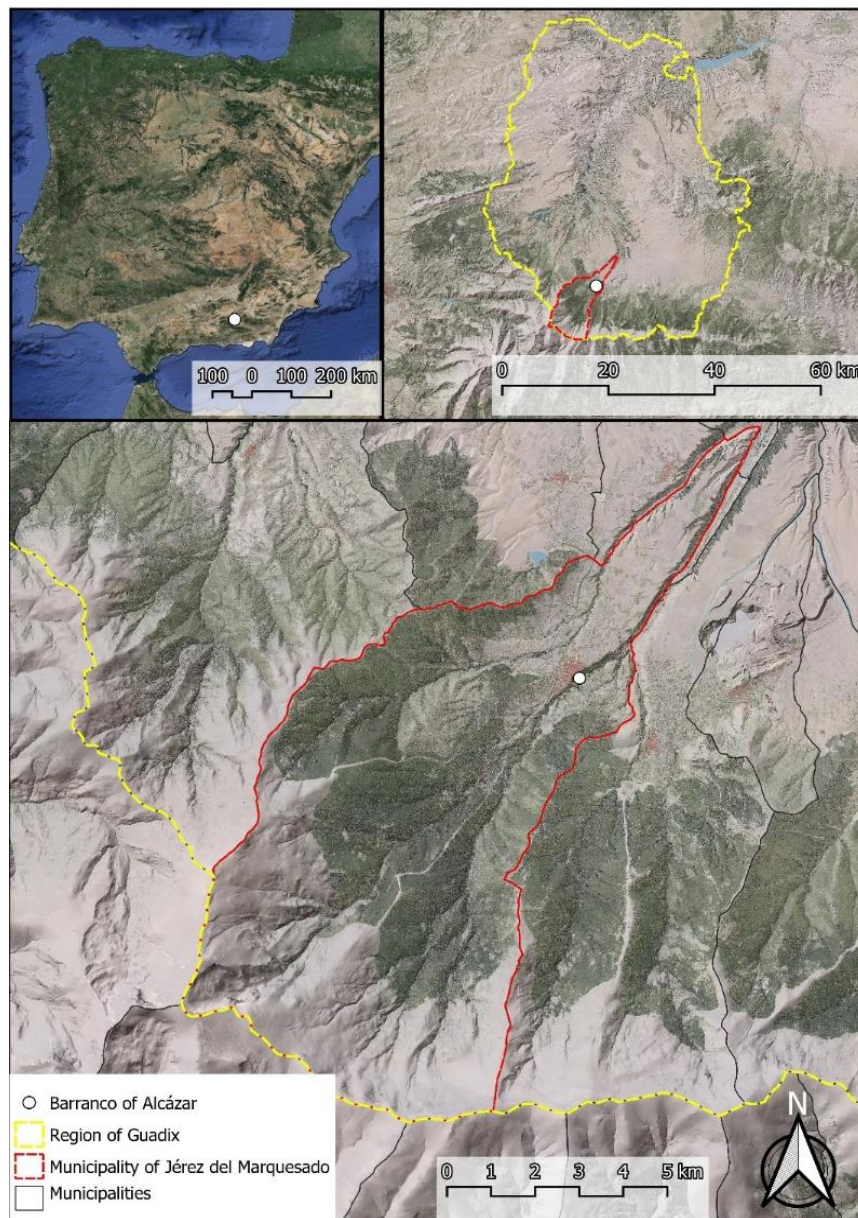 100 0 100 200 km
0 20 40 60 km
Barranco of Alcázar
Region of Guadix
Municipality of Jérez del Marquesado
Municipalities
0 1 2 3 4 5 km
N